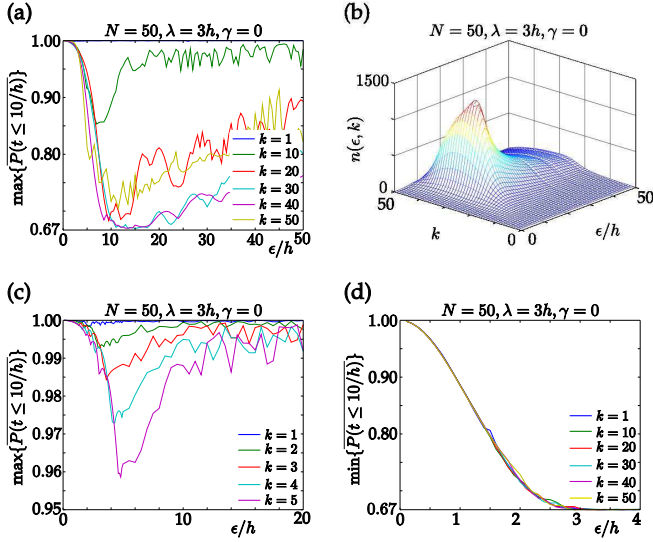 (a)
N = 50, λ = 3h, γ = 0
max{P(t ≤ 10/h)}
1.00
0.90
0.80
0.67
0
10
20
30
40
50
ϵ/h
k = 1
k = 10
k = 20
k = 30
k = 40
k = 50
(b)
N = 50, λ = 3h, γ = 0
n(ϵ, k)
1500
0
50
k
0
0
ϵ/h
50
(c)
N = 50, λ = 3h, γ = 0
max{P(t ≤ 10/h)}
1.00
0.99
0.98
0.97
0.96
0.95
0
10
20
ϵ/h
k = 1
k = 2
k = 3
k = 4
k = 5
(d)
N = 50, λ = 3h, γ = 0
min{P(t ≤ 10/h)}
1.00
0.90
0.80
0.67
0
1
2
3
4
ϵ/h
k = 1
k = 10
k = 20
k = 30
k = 40
k = 50